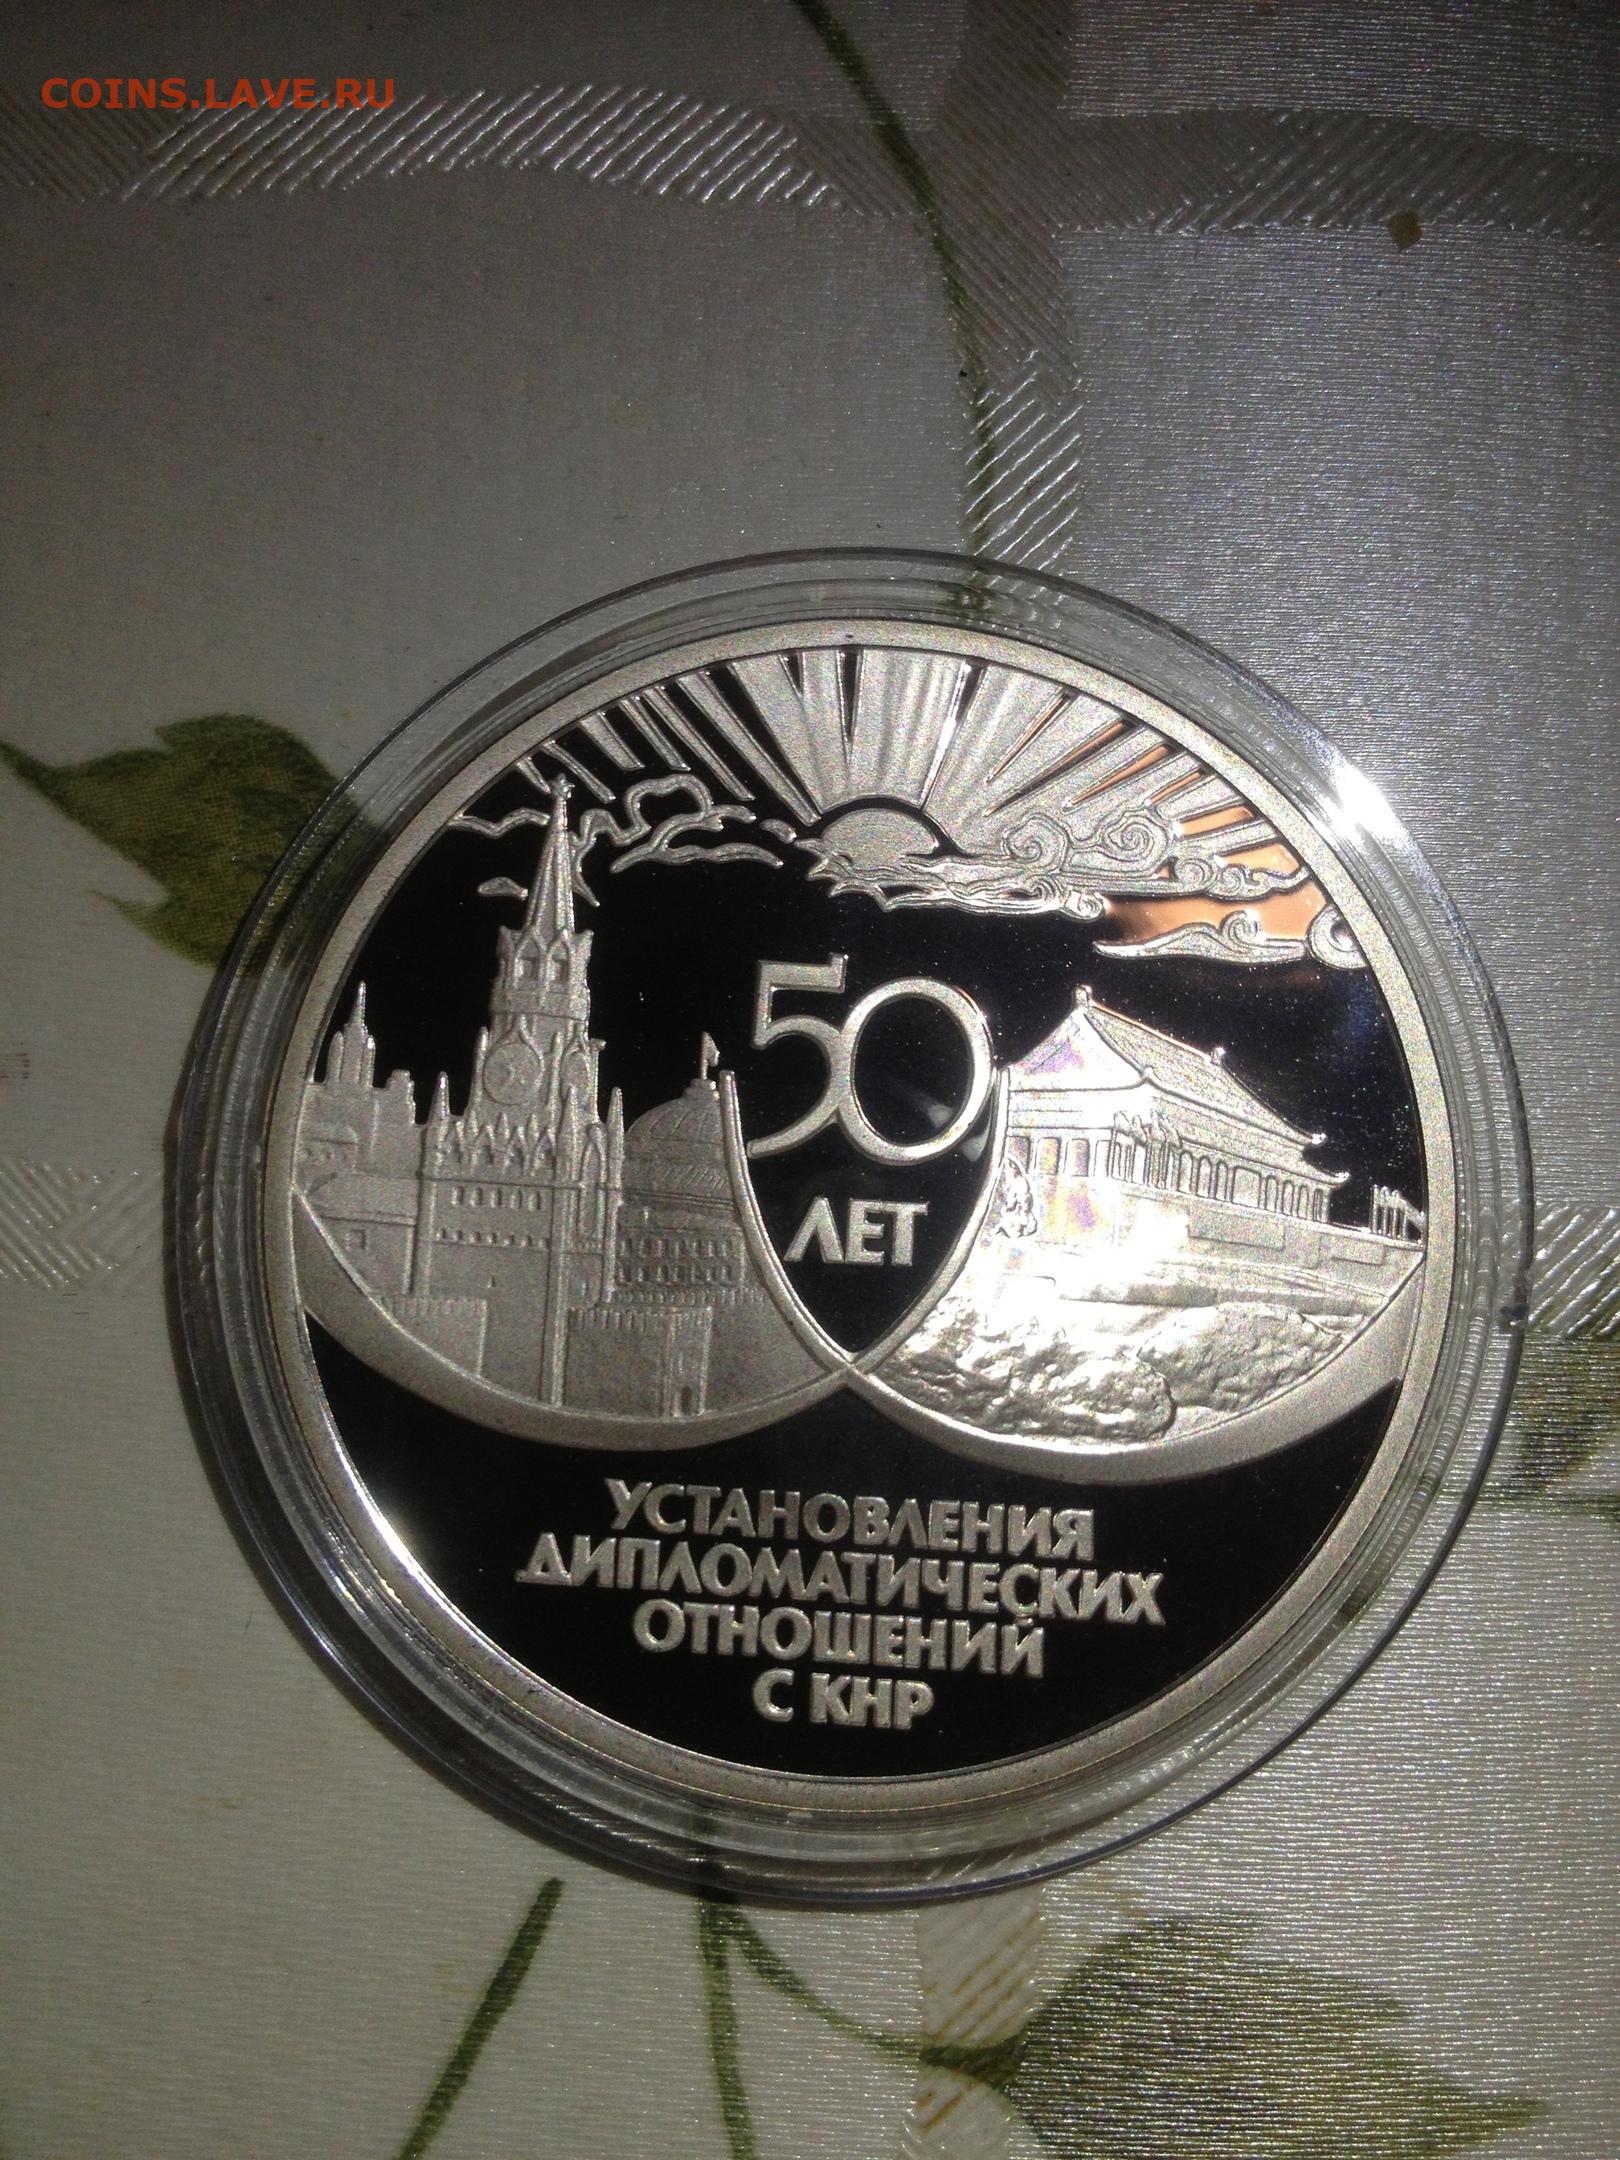 COINS.LAVE.RU
50
ЛЕТ
УСТАНОВЛЕНИЯ
ДИПЛОМАТИЧЕСКИХ
ОТНОШЕНИЙ
С КНР